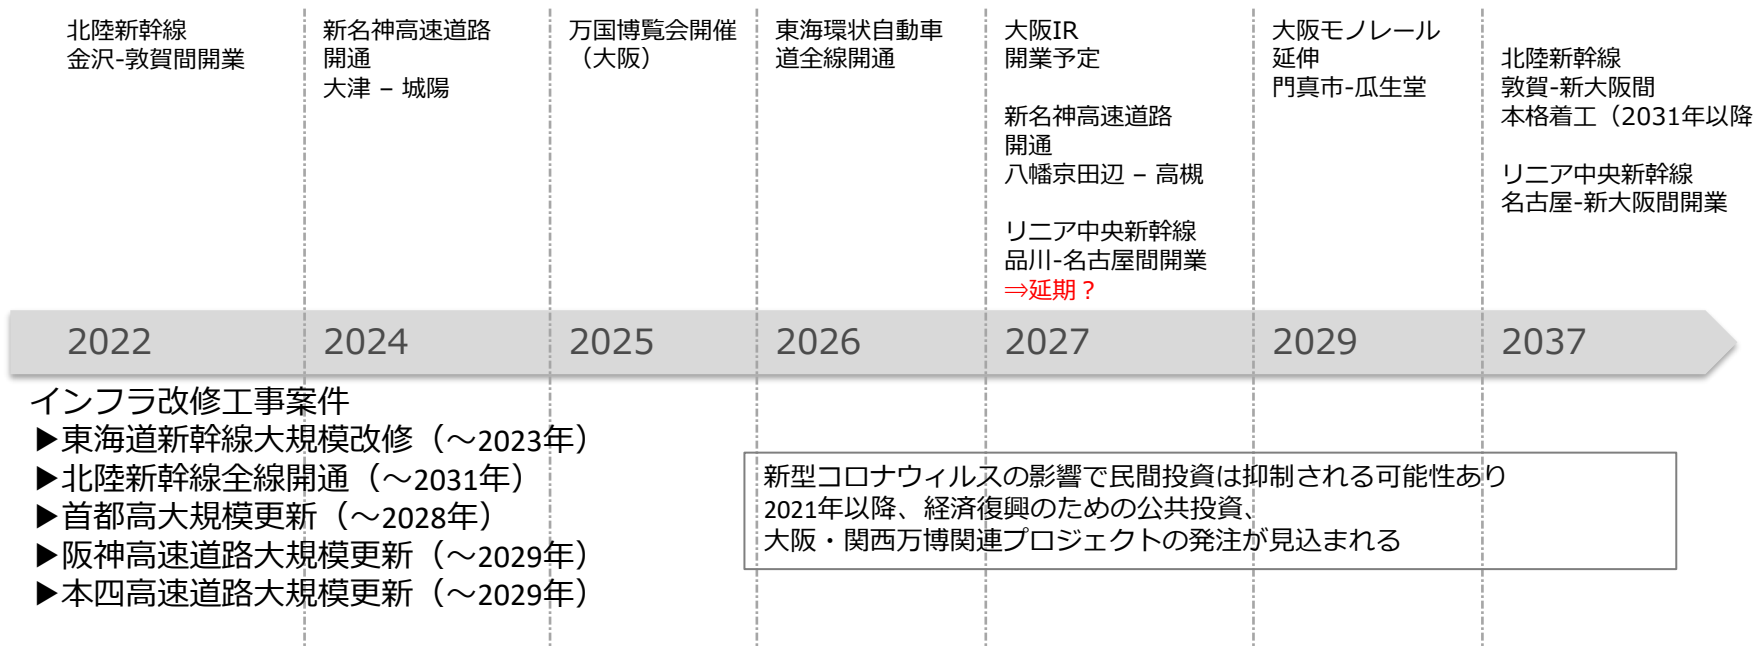 北陸新幹線
金沢-敦賀間開業
新名神高速道路
開通
大津 – 城陽
万国博覧会開催
（大阪）
東海環状自動車
道全線開通
大阪IR
開業予定
新名神高速道路
開通
八幡京田辺 – 高槻
リニア中央新幹線
品川-名古屋間開業
⇒延期？
大阪モノレール
延伸
門真市-瓜生堂
北陸新幹線
敦賀-新大阪間
本格着工（2031年以降
リニア中央新幹線
名古屋-新大阪間開業
2022
2024
2025
2026
2027
2029
2037
インフラ改修工事案件
▶東海道新幹線大規模改修（～2023年）
▶北陸新幹線全線開通（～2031年）
▶首都高大規模更新（～2028年）
▶阪神高速道路大規模更新（～2029年）
▶本四高速道路大規模更新（～2029年）
新型コロナウィルスの影響で民間投資は抑制される可能性あり
2021年以降、経済復興のための公共投資、
大阪・関西万博関連プロジェクトの発注が見込まれる